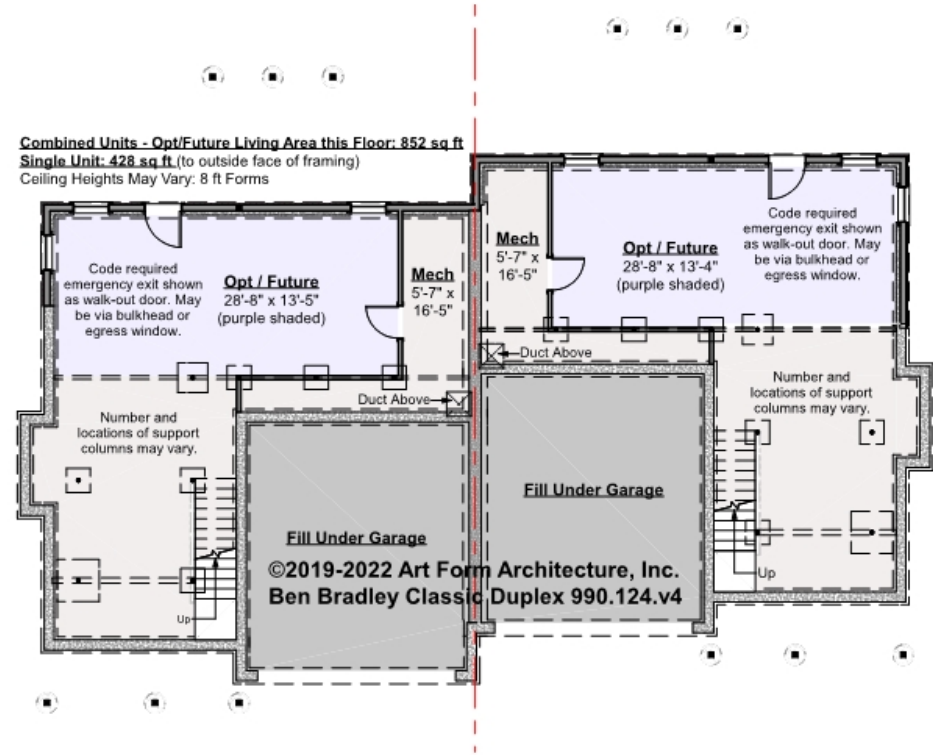 Combined Units - Opt/Future Living Area this Floor: 852 sq ft
Single Unit: 428 sq ft (to outside face of framing)
Ceiling Heights May Vary: 8 ft Forms
Code required
emergency exit shown
as walk-out door. May
be via bulkhead or
egress window.
Opt / Future
28'-8" x 13'-5"
(purple shaded)
Mech
5'-7" x
16'-5"
Mech
5'-7" x
16'-5"
Opt / Future
28'-8" x 13'-4"
(purple shaded)
Code required
emergency exit shown
as walk-out door. May
be via bulkhead or
egress window.
Duct Above
Duct Above
Number and
locations of support
columns may vary.
Number and
locations of support
columns may vary.
Fill Under Garage
Fill Under Garage
©2019-2022 Art Form Architecture, Inc.
Ben Bradley Classic Duplex 990.124.v4
Up
Up